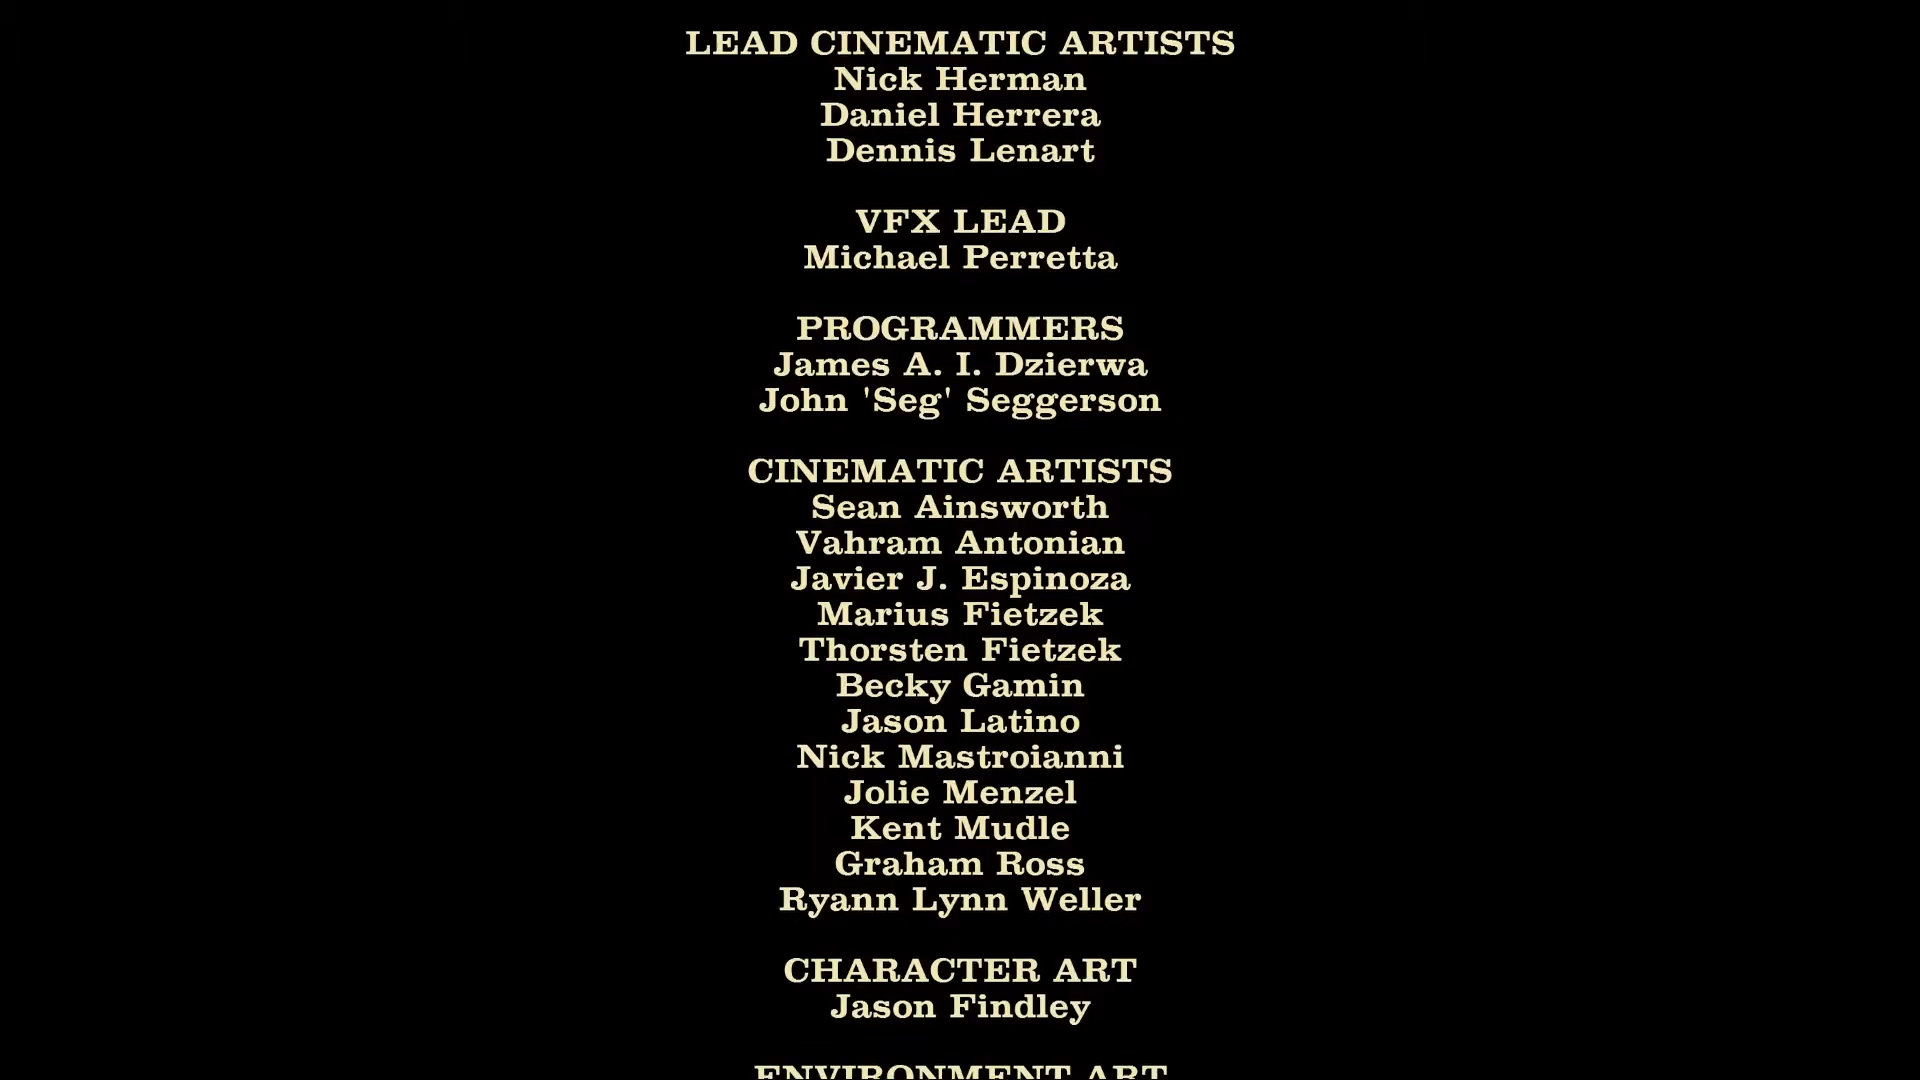 LEAD CINEMATIC ARTISTS
Nick Herman
Daniel Herrera
Dennis Lenart
VFX LEAD
Michael Perretta
PROGRAMMERS
James A. I. Dzierwa
John 'Seg' Seggerson
CINEMATIC ARTISTS
Sean Ainsworth
Vahram Antonian
Javier J. Espinoza
Marius Fietzek
Thorsten Fietzek
Becky Gamin
Jason Latino
Nick Mastroianni
Jolie Menzel
Kent Mudle
Graham Ross
Ryann Lynn Weller
CHARACTER ART
Jason Findley
ENVIRONMENT ART